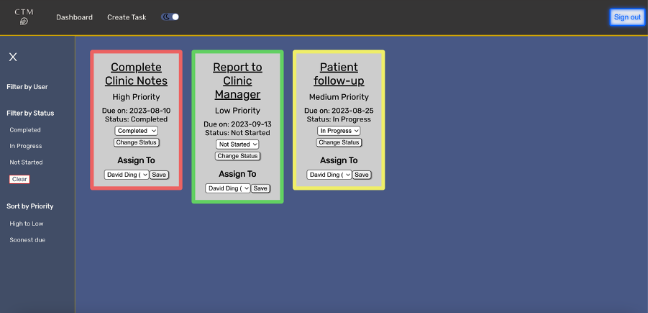 CTM
Dashboard
Create Task
Sign out
X
Filter by User
Filter by Status
Completed
In Progress
Not Started
Clear
Sort by Priority
High to Low
Soonest due
Complete
Clinic Notes
High Priority
Due on: 2023-08-10
Status: Completed
Completed
Change Status
Assign To
David Ding (
Save
Report to
Clinic
Manager
Low Priority
Due on: 2023-09-13
Status: Not Started
Not Started
Change Status
Assign To
David Ding (
Save
Patient
follow-up
Medium Priority
Due on: 2023-08-25
Status: In Progress
In Progress
Change Status
Assign To
David Ding (
Save